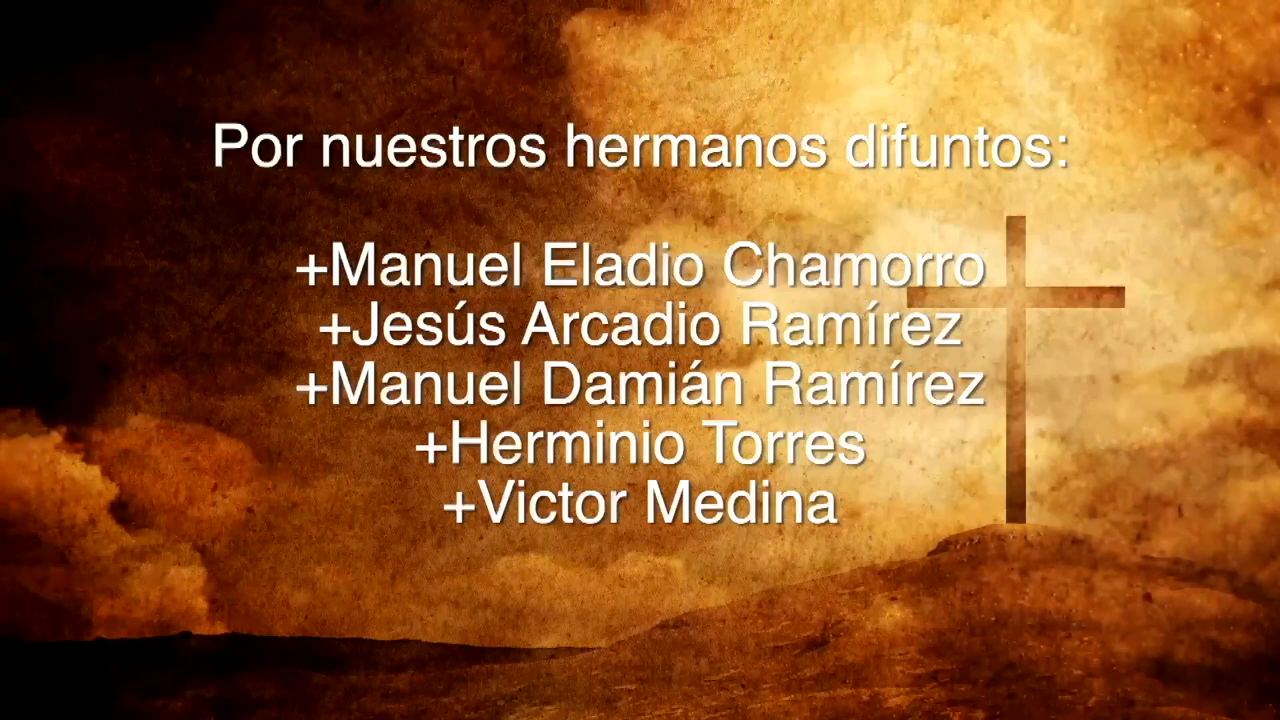 Por nuestros hermanos difuntos:
+Manuel Eladio Chamorro
+Jesús Arcadio Ramírez
+Manuel Damián Ramírez
+Herminio Torres
+Victor Medina